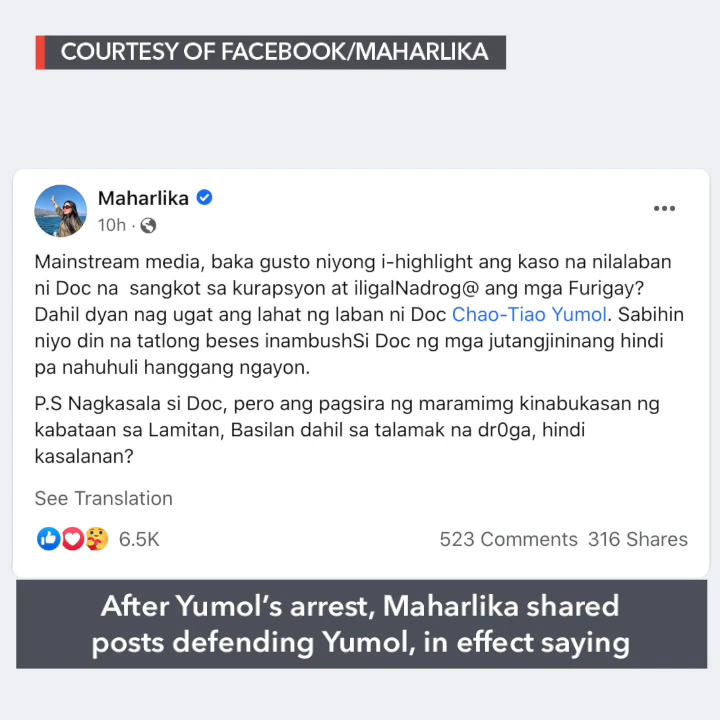 COURTESY OF FACEBOOK/MAHARLIKA
Maharlika
10h ·
Mainstream media, baka gusto niyong i-highlight ang kaso na nilalaban
ni Doc na  sangkot sa kurapsyon at iligalNadrog@ ang mga Furigay?
Dahil dyan nag ugat ang lahat ng laban ni Doc Chao-Tiao Yumol. Sabihin
niyo din na tatlong beses inambushSi Doc ng mga jutangjininang hindi
pa nahuhuli hanggang ngayon.
P.S Nagkasala si Doc, pero ang pagsira ng maramimg kinabukasan ng
kabataan sa Lamitan, Basilan dahil sa talamak na dr0ga, hindi
kasalanan?
See Translation
6.5K 523 Comments 316 Shares
After Yumol's arrest, Maharlika shared
posts defending Yumol, in effect saying